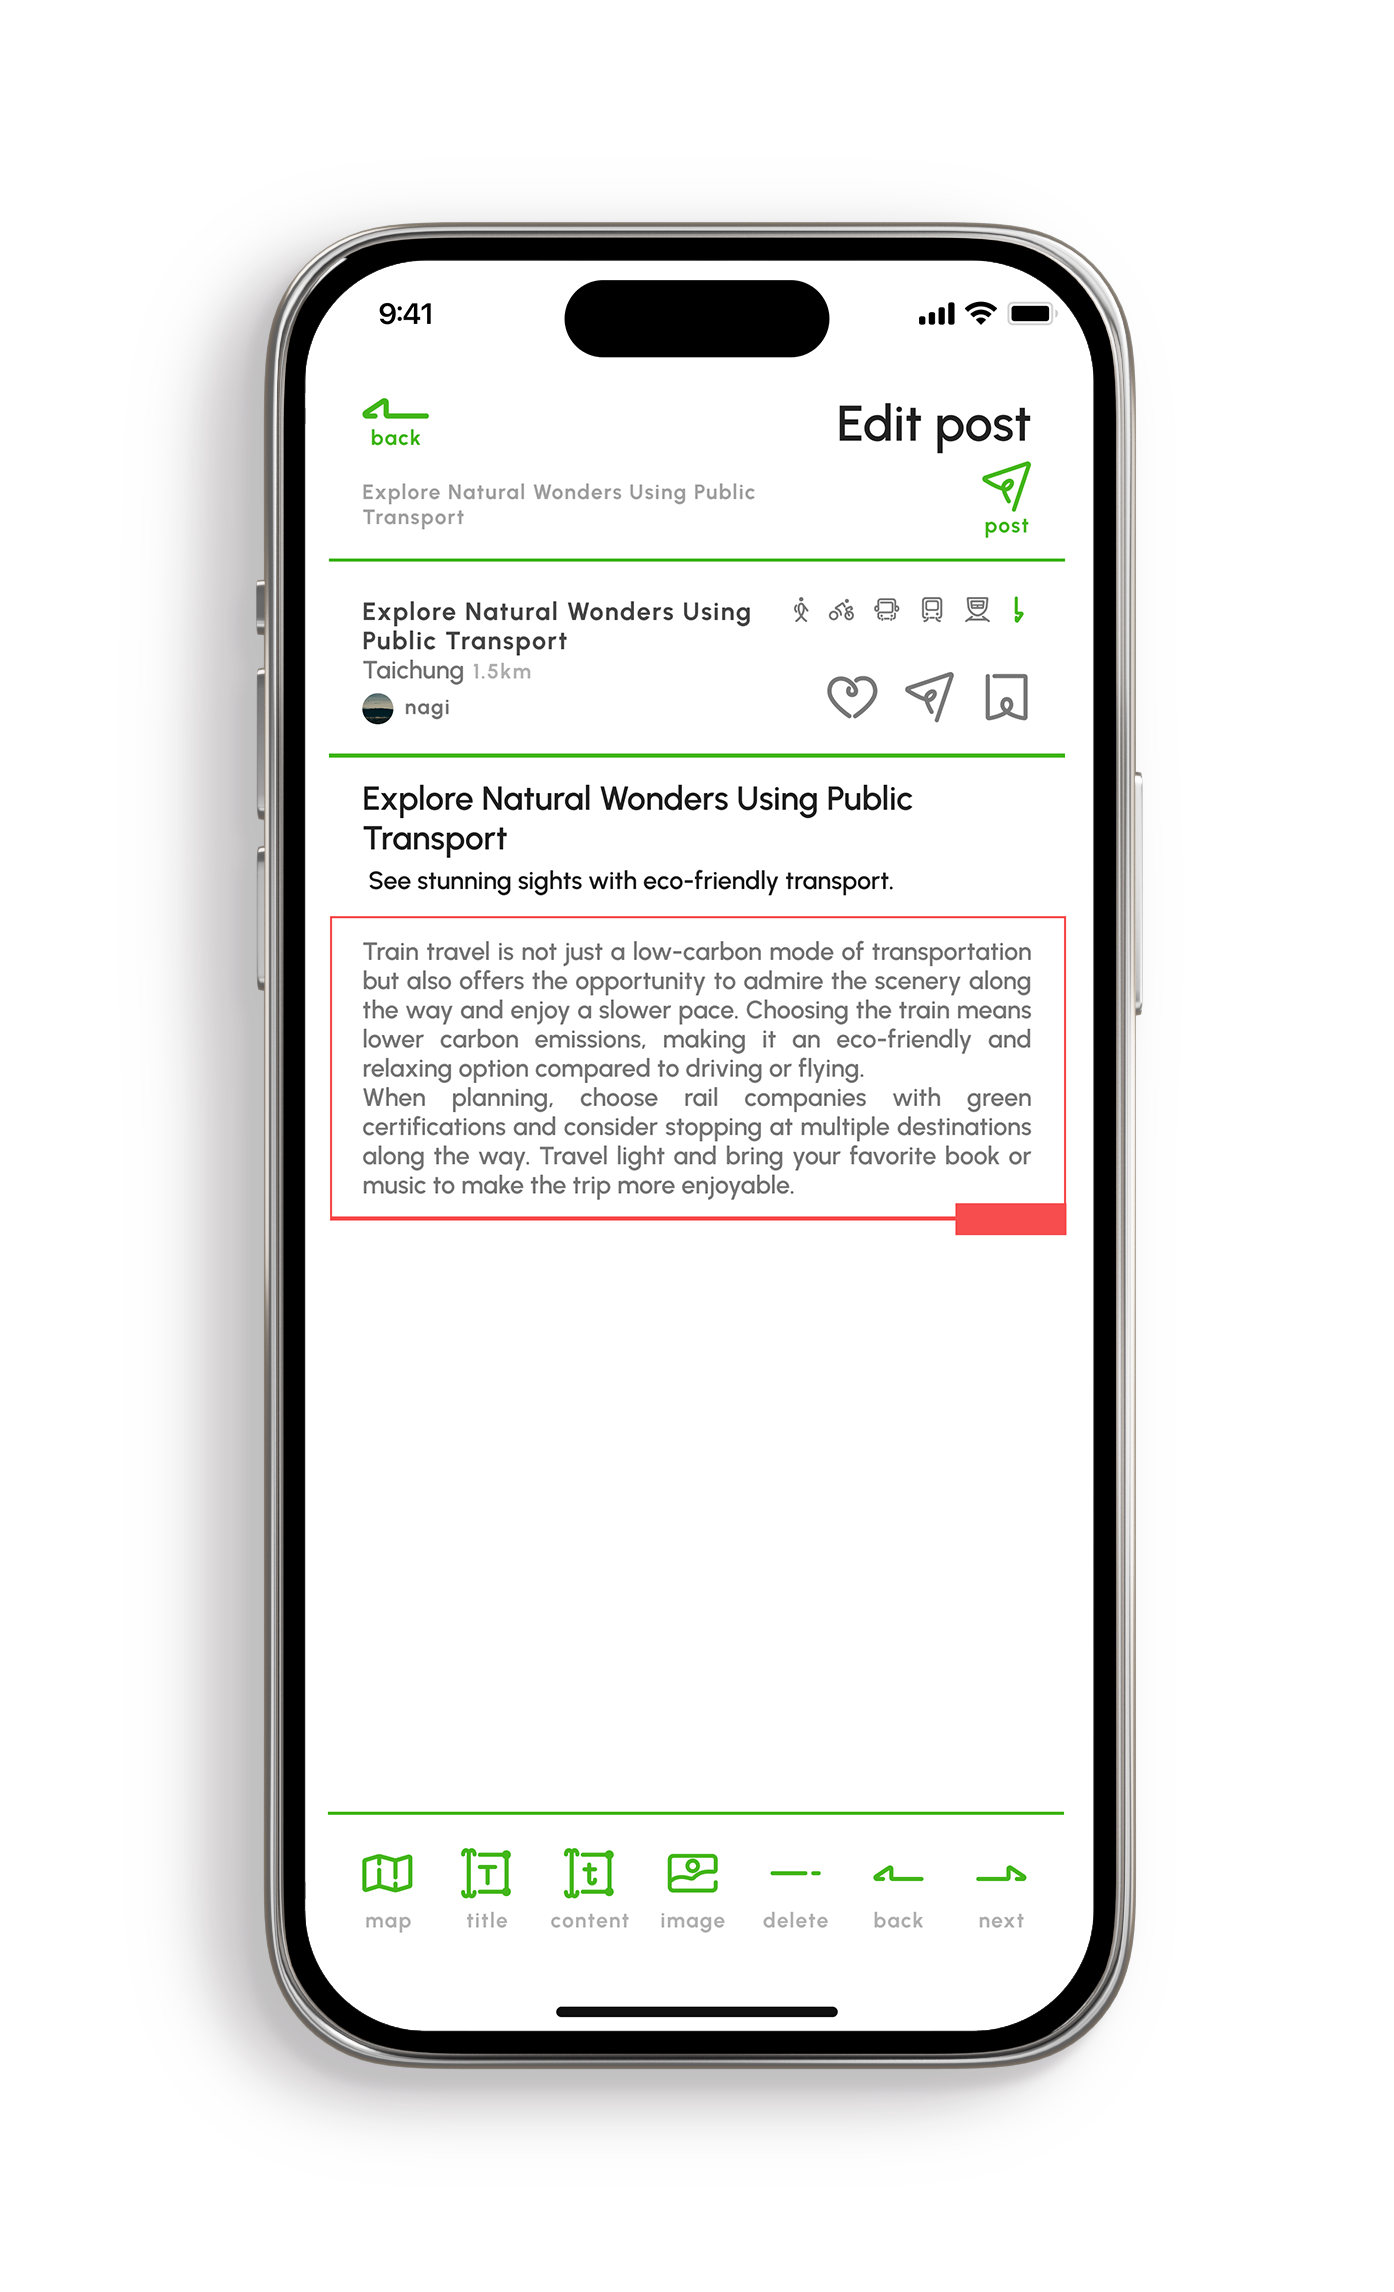 9:41
back
Edit post
Explore Natural Wonders Using Public
Transport
post
Explore Natural Wonders Using
Public Transport
Taichung 1.5km
nagi
Explore Natural Wonders Using Public
Transport
See stunning sights with eco-friendly transport.
Train travel is not just a low-carbon mode of transportation
but also offers the opportunity to admire the scenery along
the way and enjoy a slower pace. Choosing the train means
lower carbon emissions, making it an eco-friendly and
relaxing option compared to driving or flying.
When planning, choose rail companies with green
certifications and consider stopping at multiple destinations
along the way. Travel light and bring your favorite book or
music to make the trip more enjoyable.
T t
map title content image delete back next